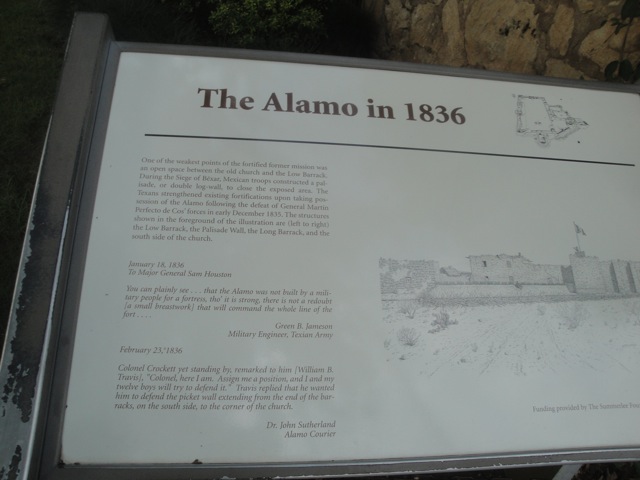 The Alamo in 1836
One of the weakest points of the fortified former mission was
an open space between the old church and the Low Barrack.
During the Siege of Béxar, Mexican troops constructed a pal-
isade, or double log-wall, to close the exposed area. The
Texans strengthened existing fortifications upon taking pos-
session of the Alamo following the defeat of General Martin
Perfecto de Cos' forces in early December 1835. The structures
shown in the foreground of the illustration are (left to right)
the Low Barrack, the Palisade Wall, the Long Barrack, and the
south side of the church.
January 18, 1836
To Major General Sam Houston
You can plainly see . . . that the Alamo was not built by a mili-
tary people for a fortress, tho' it is strong, there is not a redoubt
[a small breastwork] that will command the whole line of the
fort . . . .
Green B. Jameson
Military Engineer, Texian Army
February 23, 1836
Colonel Crockett yet standing by, remarked to him [William B.
Travis], "Colonel, here I am. Assign me a position, and I and my
twelve boys will try to defend it." Travis replied that he wanted
him to defend the picket wall extending from the end of the bar-
racks, on the south side, to the corner of the church.
Dr. John Sutherland
Alamo Courier
Funding provided by The Summerlee